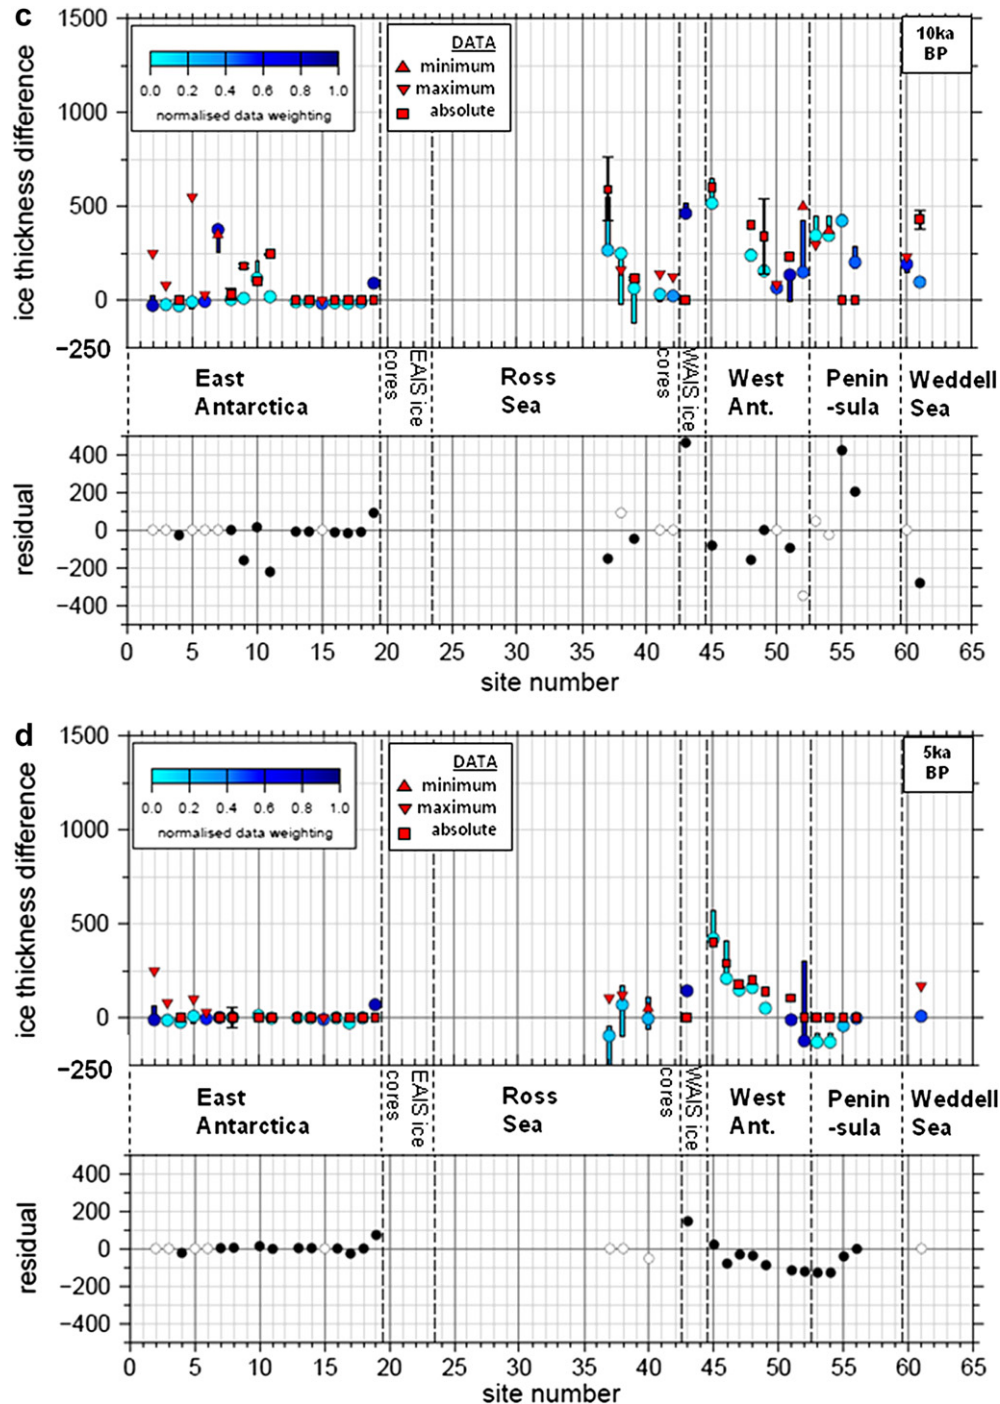 c
1500
1000
500
0
−250
ice thickness difference
0.0 0.2 0.4 0.6 0.8 1.0
normalised data weighting
DATA
minimum
maximum
absolute
10ka
BP
East
Antarctica
EAIS ice
cores
Ross
Sea
WAIS ice
cores
West
Ant.
Penin
-sula
Weddell
Sea
400
200
0
−200
−400
residual
0 5 10 15 20 25 30 35 40 45 50 55 60 65
site number
d
1500
1000
500
0
−250
ice thickness difference
0.0 0.2 0.4 0.6 0.8 1.0
normalised data weighting
DATA
minimum
maximum
absolute
5ka
BP
East
Antarctica
EAIS ice
cores
Ross
Sea
WAIS ice
cores
West
Ant.
Penin
-sula
Weddell
Sea
400
200
0
−200
−400
residual
0 5 10 15 20 25 30 35 40 45 50 55 60 65
site number